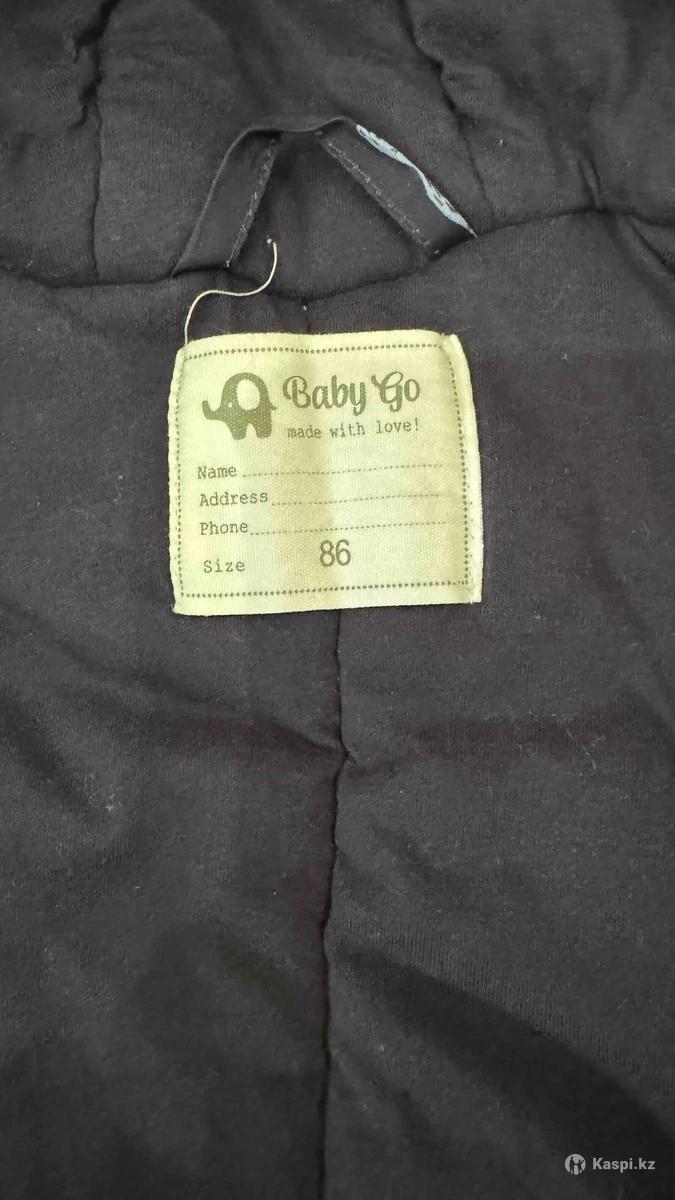 Baby Go
made with love!
Name
Address
Phone
Size 86
Kaspi.kz